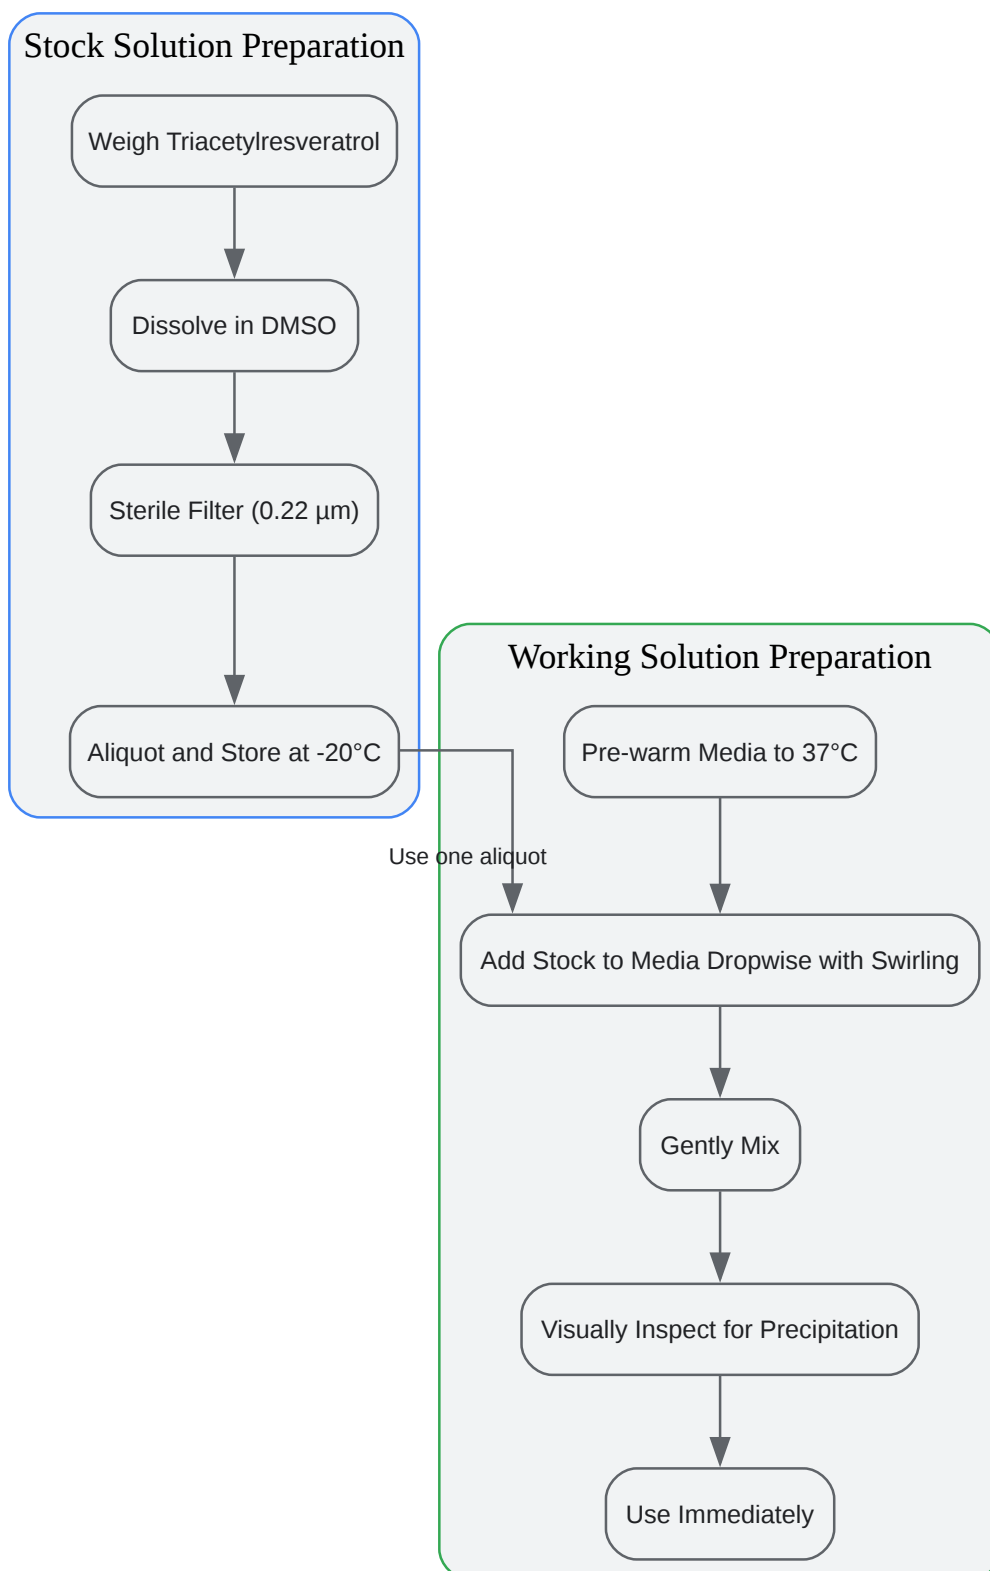 Stock Solution Preparation
Weigh Triacetylresveratrol
Dissolve in DMSO
Sterile Filter (0.22 µm)
Aliquot and Store at -20°C
Use one aliquot
Working Solution Preparation
Pre-warm Media to 37°C
Add Stock to Media Dropwise with Swirling
Gently Mix
Visually Inspect for Precipitation
Use Immediately